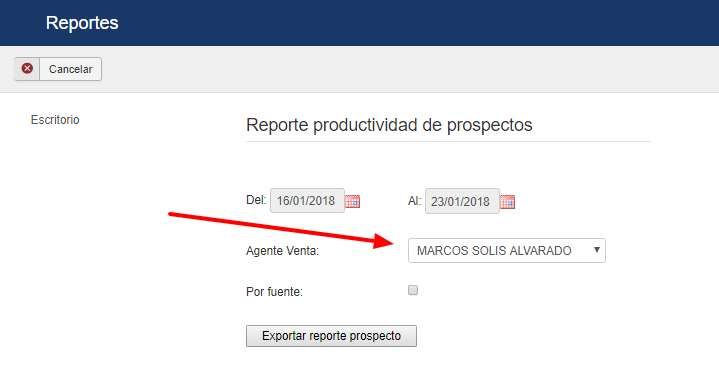 Reportes
Cancelar
Escritorio
Reporte productividad de prospectos
Del: 16/01/2018 Al: 23/01/2018
Agente Venta: MARCOS SOLIS ALVARADO
Por fuente:
Exportar reporte prospecto